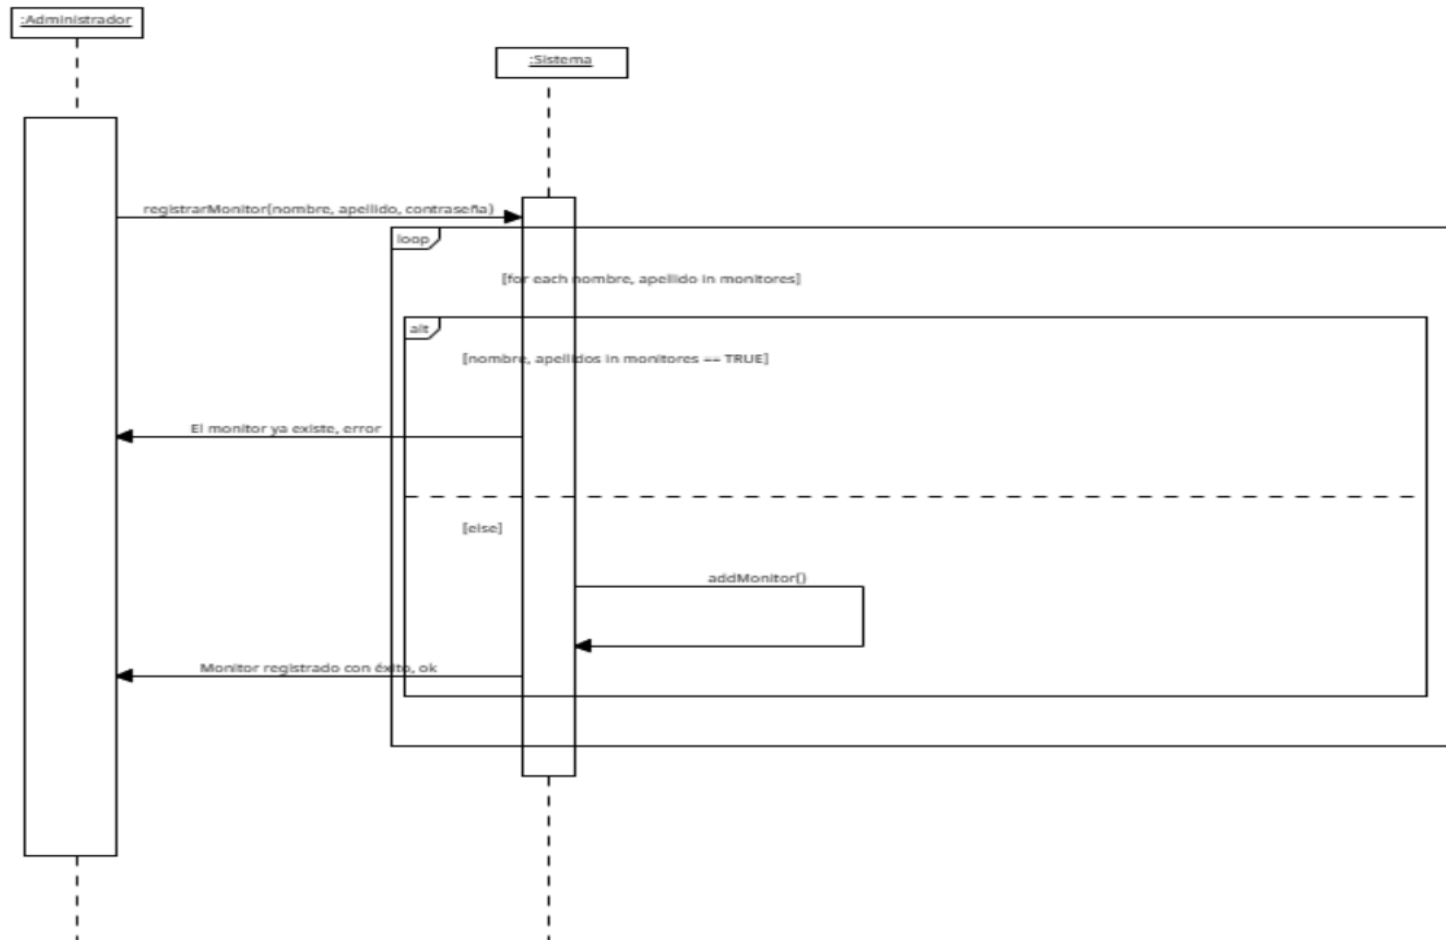 :Administrador
:Sistema
registrarMonitor(nombre, apellido, contraseña)
loop
[for each nombre, apellido in monitores]
alt
[nombre, apellidos in monitores == TRUE]
El monitor ya existe, error
[else]
addMonitor()
Monitor registrado con éxito, ok